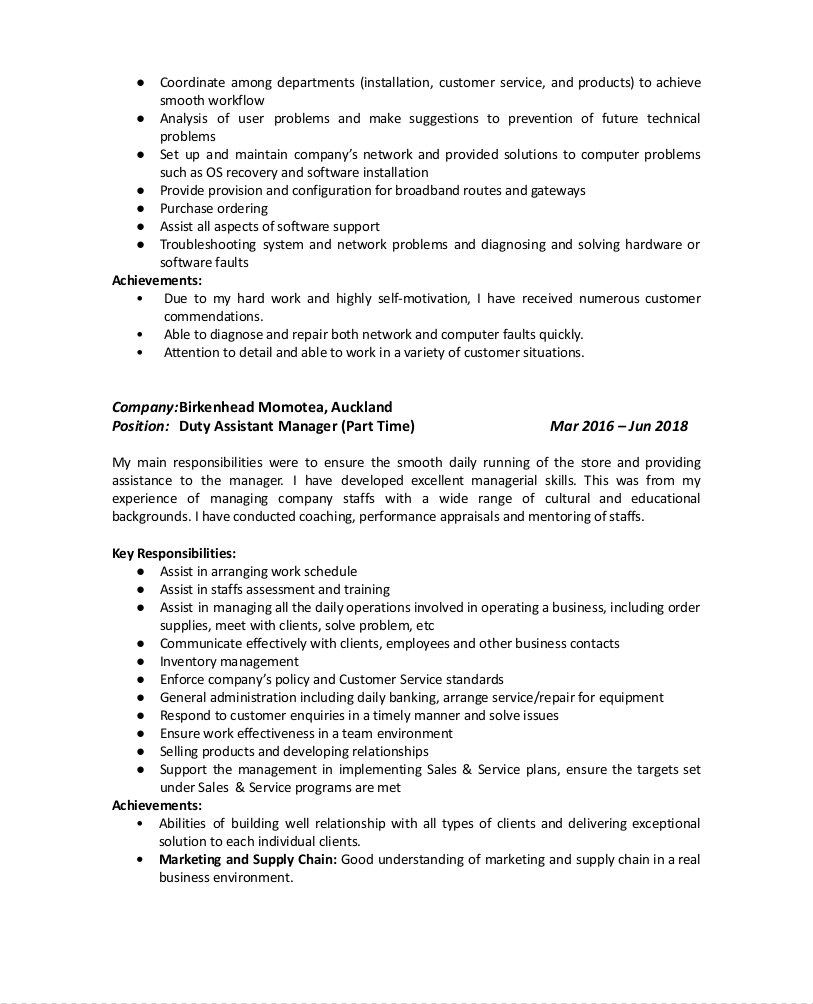 ● Coordinate among departments (installation, customer service, and products) to achieve
smooth workflow
● Analysis of user problems and make suggestions to prevention of future technical
problems
● Set up and maintain company’s network and provided solutions to computer problems
such as OS recovery and software installation
● Provide provision and configuration for broadband routes and gateways
● Purchase ordering
● Assist all aspects of software support
● Troubleshooting system and network problems and diagnosing and solving hardware or
software faults
Achievements:
• Due to my hard work and highly self-motivation, I have received numerous customer
commendations.
• Able to diagnose and repair both network and computer faults quickly.
• Attention to detail and able to work in a variety of customer situations.
Company:Birkenhead Momotea, Auckland
Position: Duty Assistant Manager (Part Time) Mar 2016 – Jun 2018
My main responsibilities were to ensure the smooth daily running of the store and providing
assistance to the manager. I have developed excellent managerial skills. This was from my
experience of managing company staffs with a wide range of cultural and educational
backgrounds. I have conducted coaching, performance appraisals and mentoring of staffs.
Key Responsibilities:
● Assist in arranging work schedule
● Assist in staffs assessment and training
● Assist in managing all the daily operations involved in operating a business, including order
supplies, meet with clients, solve problem, etc
● Communicate effectively with clients, employees and other business contacts
● Inventory management
● Enforce company’s policy and Customer Service standards
● General administration including daily banking, arrange service/repair for equipment
● Respond to customer enquiries in a timely manner and solve issues
● Ensure work effectiveness in a team environment
● Selling products and developing relationships
● Support the management in implementing Sales & Service plans, ensure the targets set
under Sales & Service programs are met
Achievements:
• Abilities of building well relationship with all types of clients and delivering exceptional
solution to each individual clients.
• Marketing and Supply Chain: Good understanding of marketing and supply chain in a real
business environment.